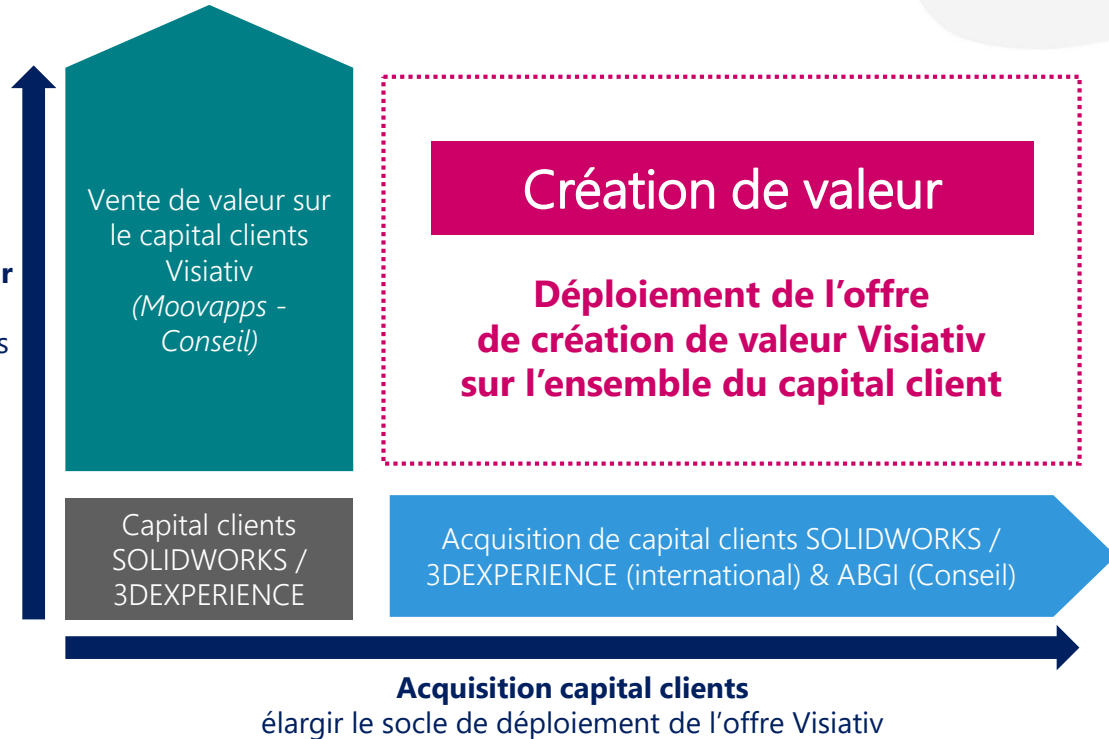 Vente de valeur sur
le capital clients
Visiativ
(Moovapps -
Conseil)
Création de valeur
Déploiement de l'offre
de création de valeur Visiativ
sur l'ensemble du capital client
Capital clients
SOLIDWORKS /
3DEXPERIENCE
Acquisition de capital clients SOLIDWORKS /
3DEXPERIENCE (international) & ABGI (Conseil)
Acquisition capital clients
élargir le socle de déploiement de l'offre Visiativ